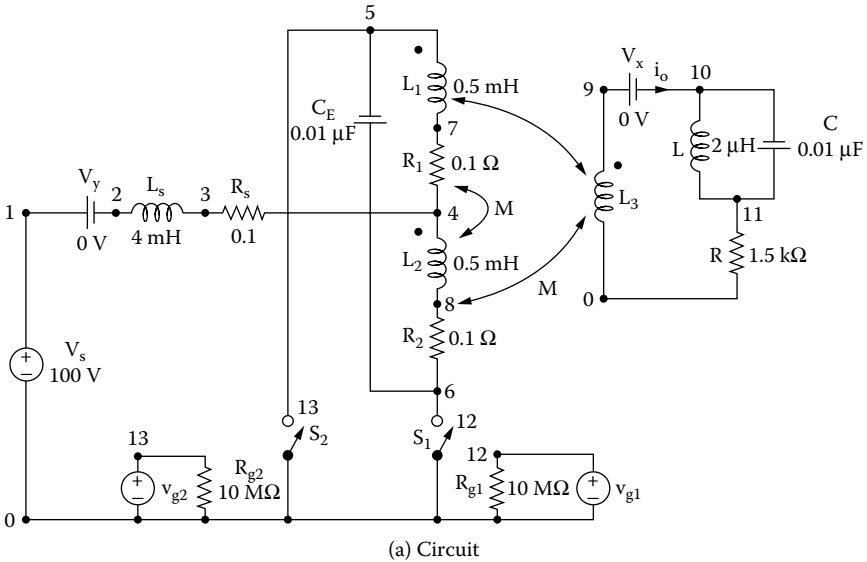 5
V_x
i_o
10
9
0 V
L_1
0.5 mH
C_E
0.01 μF
7
C
0.01 μF
L
2 μH
R_1
0.1 Ω
V_y
2
L_s
3
R_s
1
4
M
L_3
11
0 V
4 mH
0.1
L_2
0.5 mH
R
1.5 kΩ
8
M
0
R_2
0.1 Ω
V_s
100 V
6
13
S_2
S_1
12
13
v_g2
R_g2
10 MΩ
12
R_g1
10 MΩ
v_g1
0
(a) Circuit